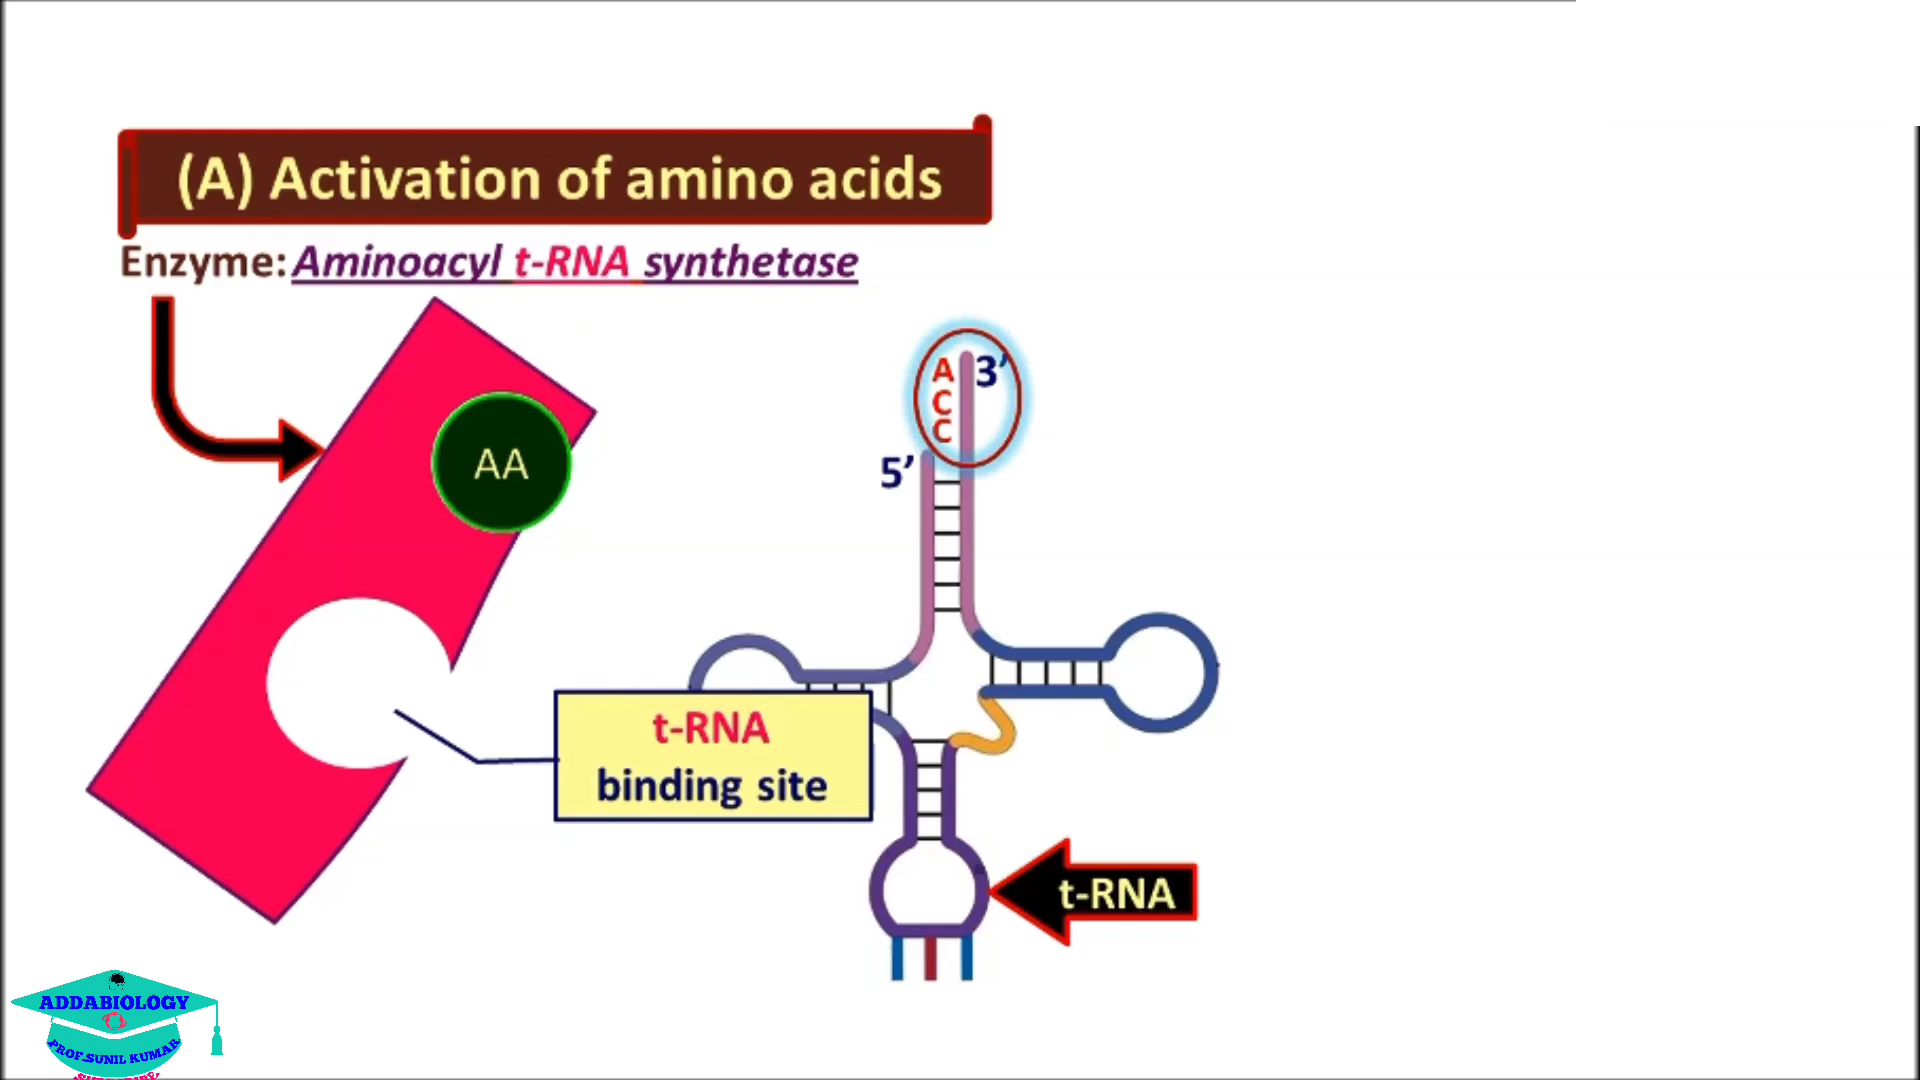 (A) Activation of amino acids
Enzyme: Aminoacyl t-RNA synthetase
A 3’
C
C
5’
AA
t-RNA
binding site
t-RNA
ADDABIOLOGY
PROF.SUNIL KUMAR